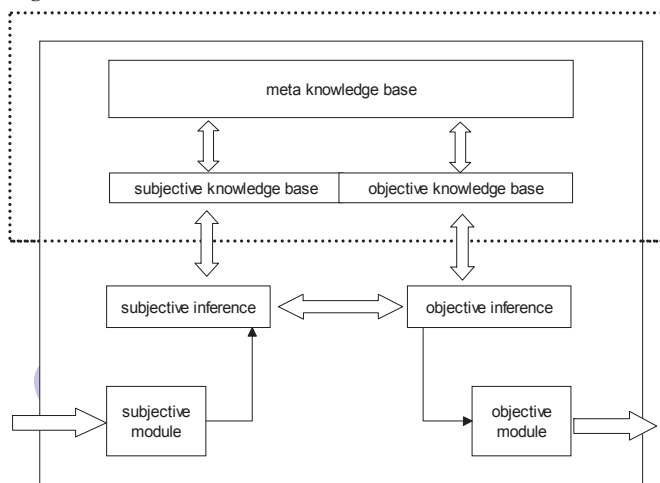 meta knowledge base
subjective knowledge base
objective knowledge base
subjective inference
objective inference
subjective
module
objective
module